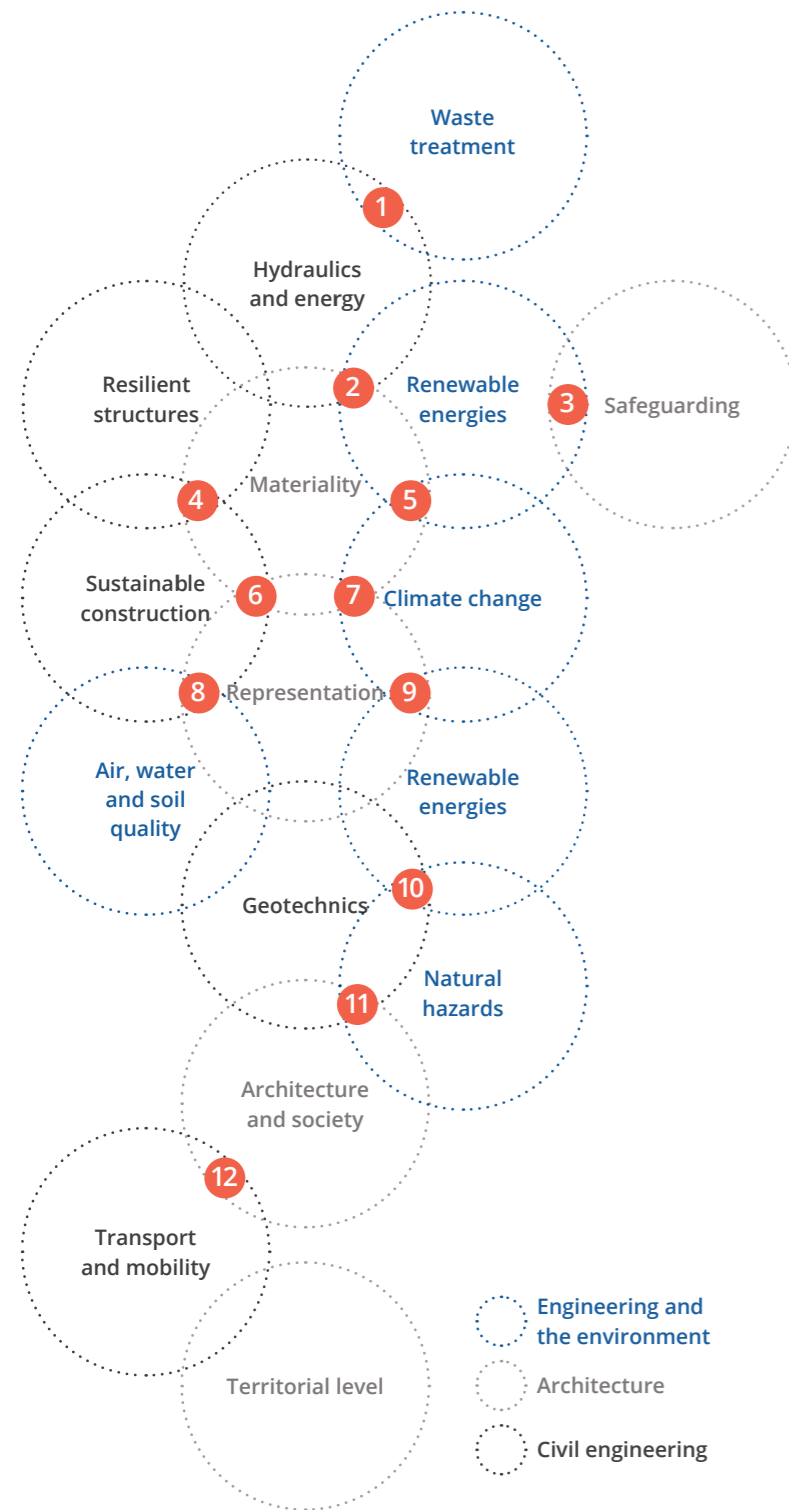 Waste
treatment
1
Hydraulics
and energy
Resilient
structures
2
Renewable
energies
3
Safeguarding
Materiality
4
5
Sustainable
construction
6
7
Climate change
8
Representation
9
Air, water
and soil
quality
Renewable
energies
Geotechnics
10
Natural
hazards
11
Architecture
and society
12
Transport
and mobility
Territorial level
Engineering and
the environment
Architecture
Civil engineering